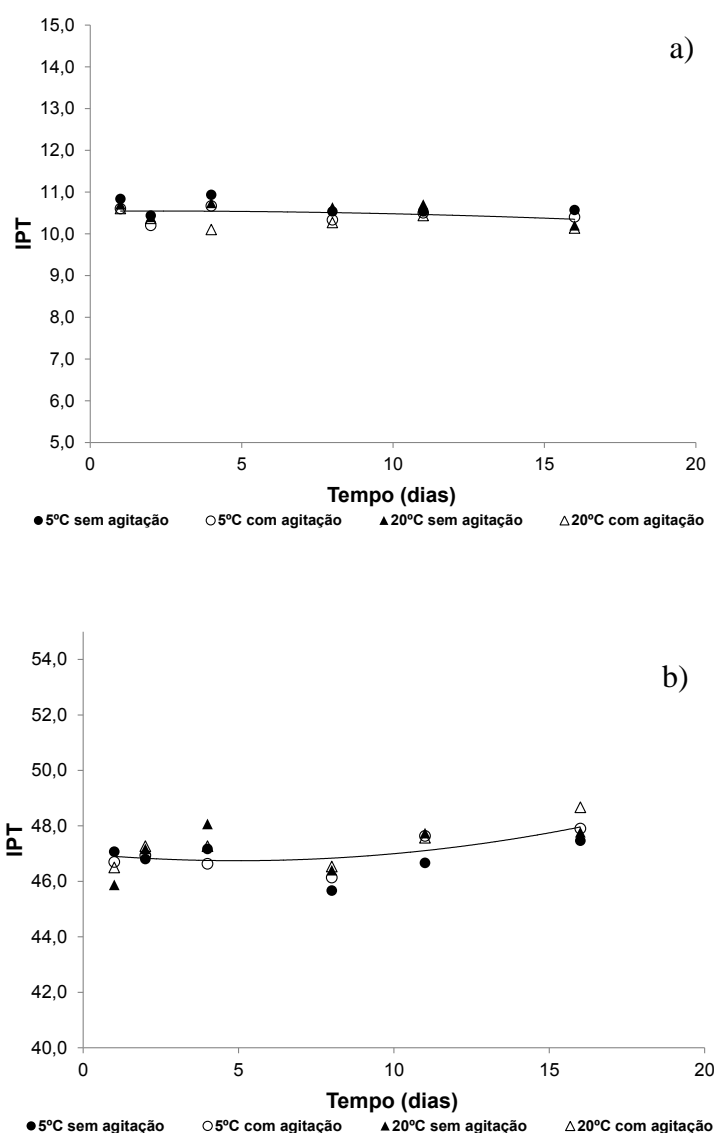 a)
15,0
14,0
13,0
12,0
11,0
10,0
9,0
8,0
7,0
6,0
5,0
IPT
0 5 10 15 20
Tempo (dias)
5ºC sem agitação 5ºC com agitação 20ºC sem agitação 20ºC com agitação
b)
54,0
52,0
50,0
48,0
46,0
44,0
42,0
40,0
IPT
0 5 10 15 20
Tempo (dias)
5ºC sem agitação 5ºC com agitação 20ºC sem agitação 20ºC com agitação